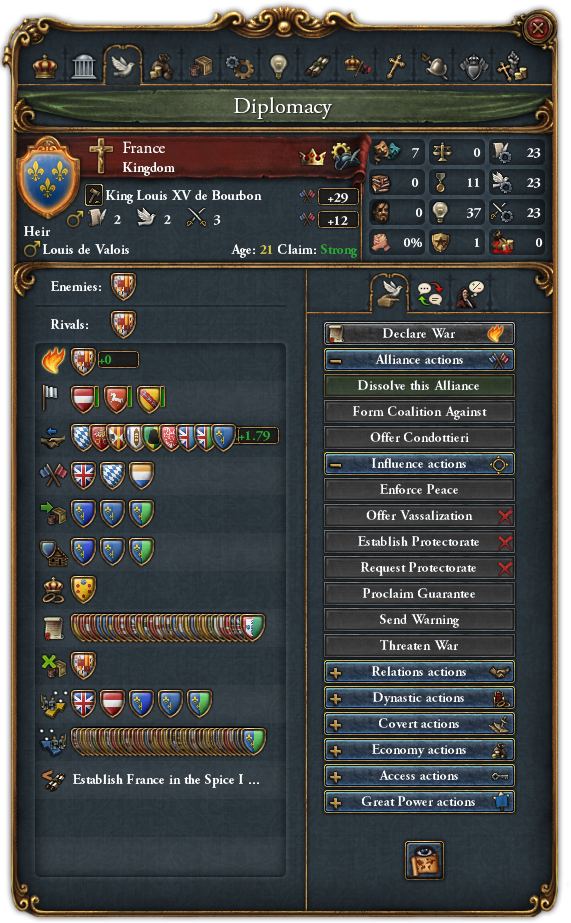 Diplomacy
France
Kingdom
King Louis XV de Bourbon
2 2 3
+29
+12
Heir
Louis de Valois
Age: 21 Claim: Strong
7 0 23
0 11 23
0 37 23
0% 1 0
Enemies:
Rivals:
+0
+1.79
Establish France in the Spice I ...
Declare War
Alliance actions
Dissolve this Alliance
Form Coalition Against
Offer Condottieri
Influence actions
Enforce Peace
Offer Vassalization
Establish Protectorate
Request Protectorate
Proclaim Guarantee
Send Warning
Threaten War
Relations actions
Dynastic actions
Covert actions
Economy actions
Access actions
Great Power actions